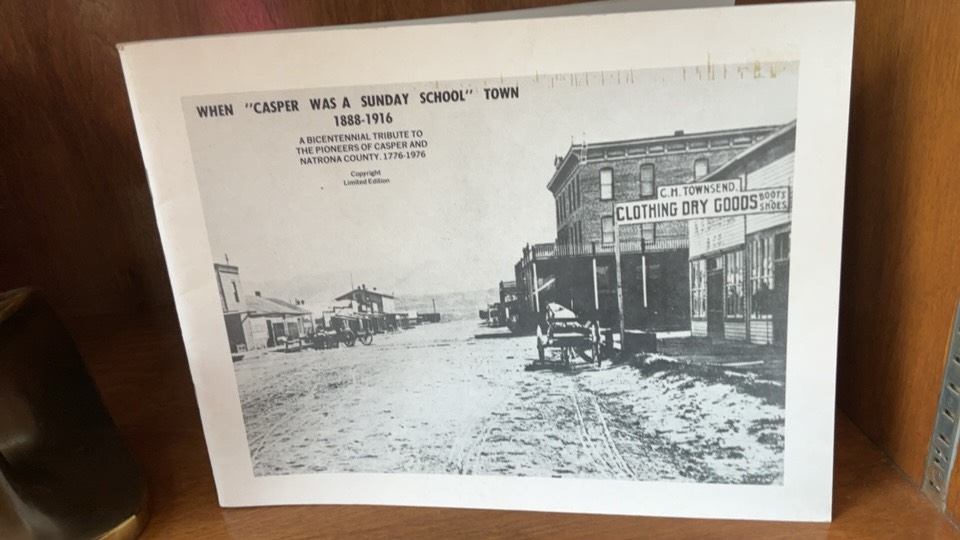 WHEN "CASPER WAS A SUNDAY SCHOOL" TOWN
1888-1916
A BICENTENNIAL TRIBUTE TO
THE PIONEERS OF CASPER AND
NATRONA COUNTY. 1776-1976
Copyright
Limited Edition
C.H. TOWNSEND.
CLOTHING DRY GOODS BOOTS & SHOES